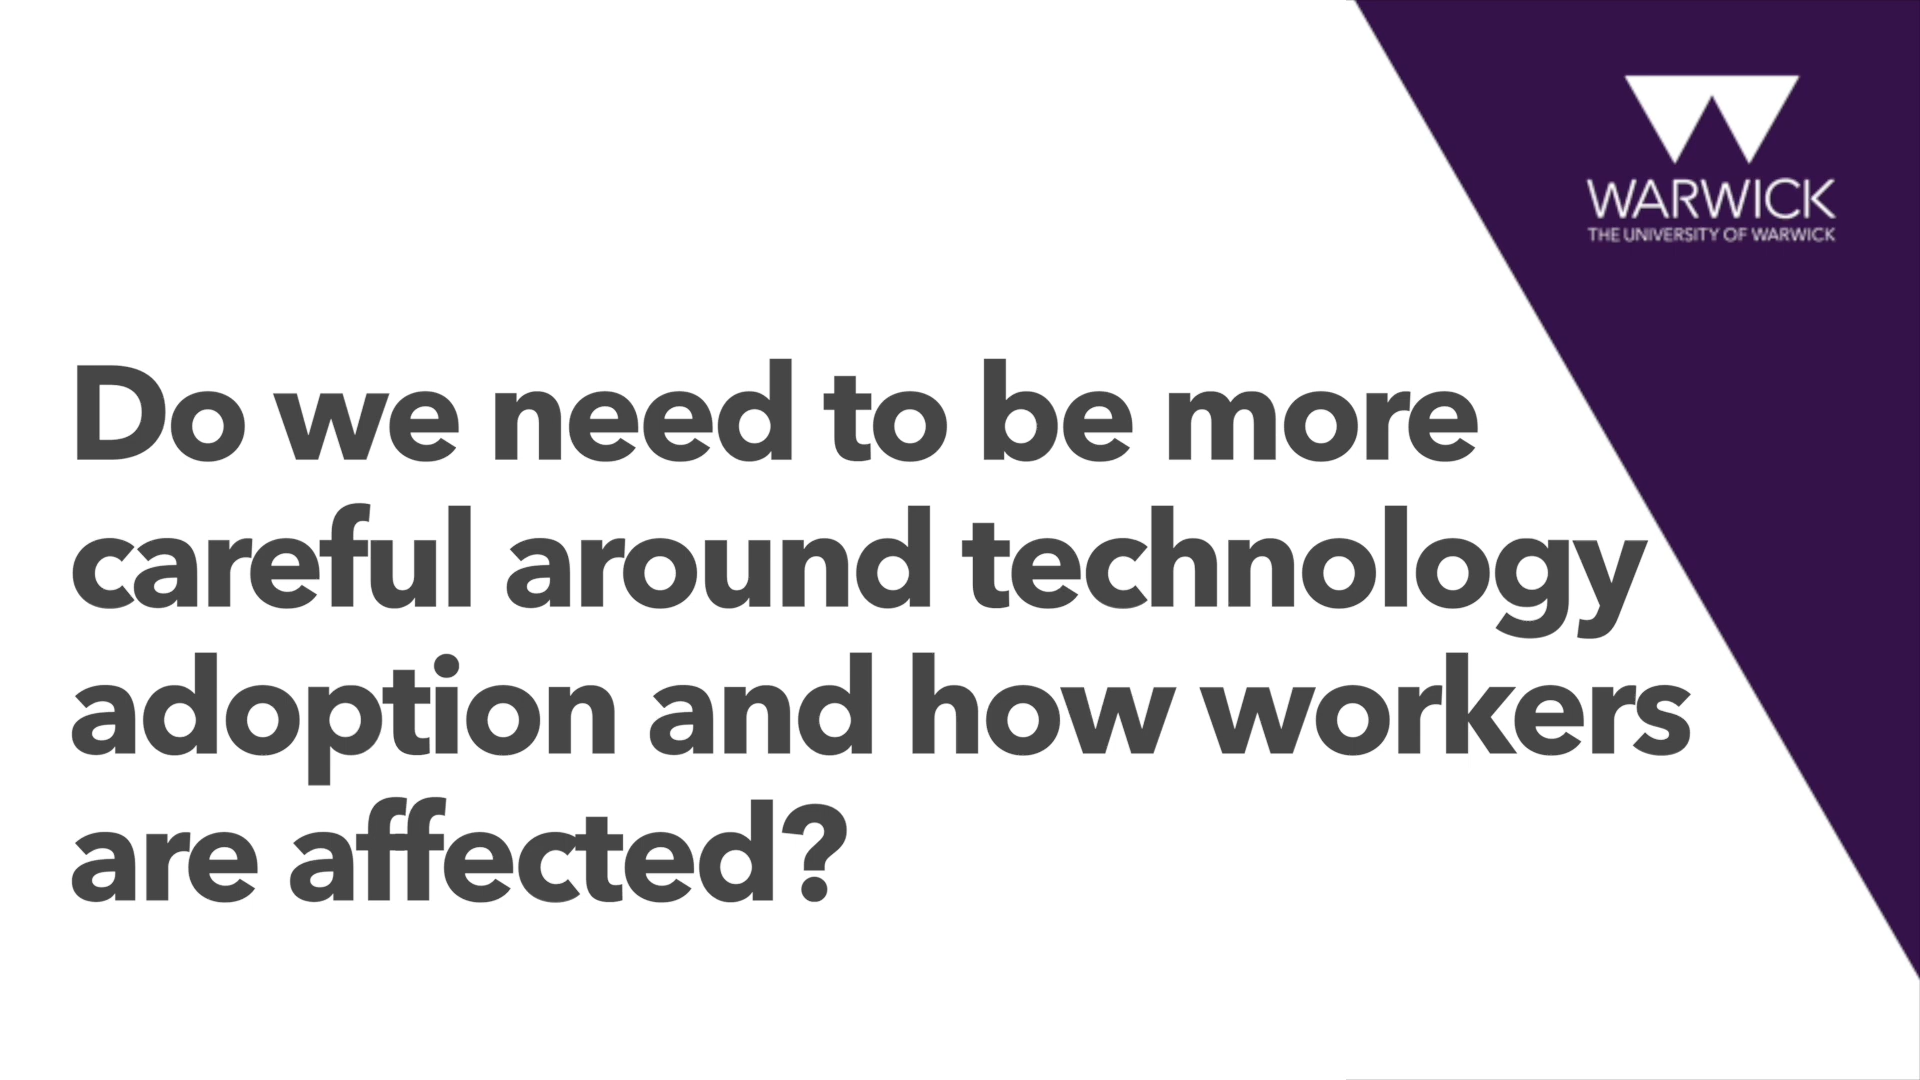 WARWICK
THE UNIVERSITY OF WARWICK
Do we need to be more
careful around technology
adoption and how workers
are affected?